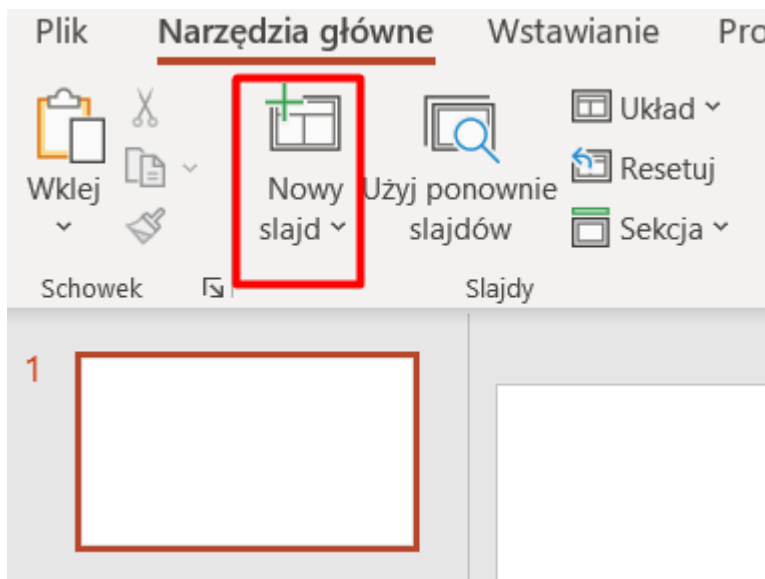 Plik Narzędzia główne Wstawianie Pro
Wklej
Nowy
slajd
Użyj ponownie
slajdów
Układ
Resetuj
Sekcja
Schowek
Slajdy
1